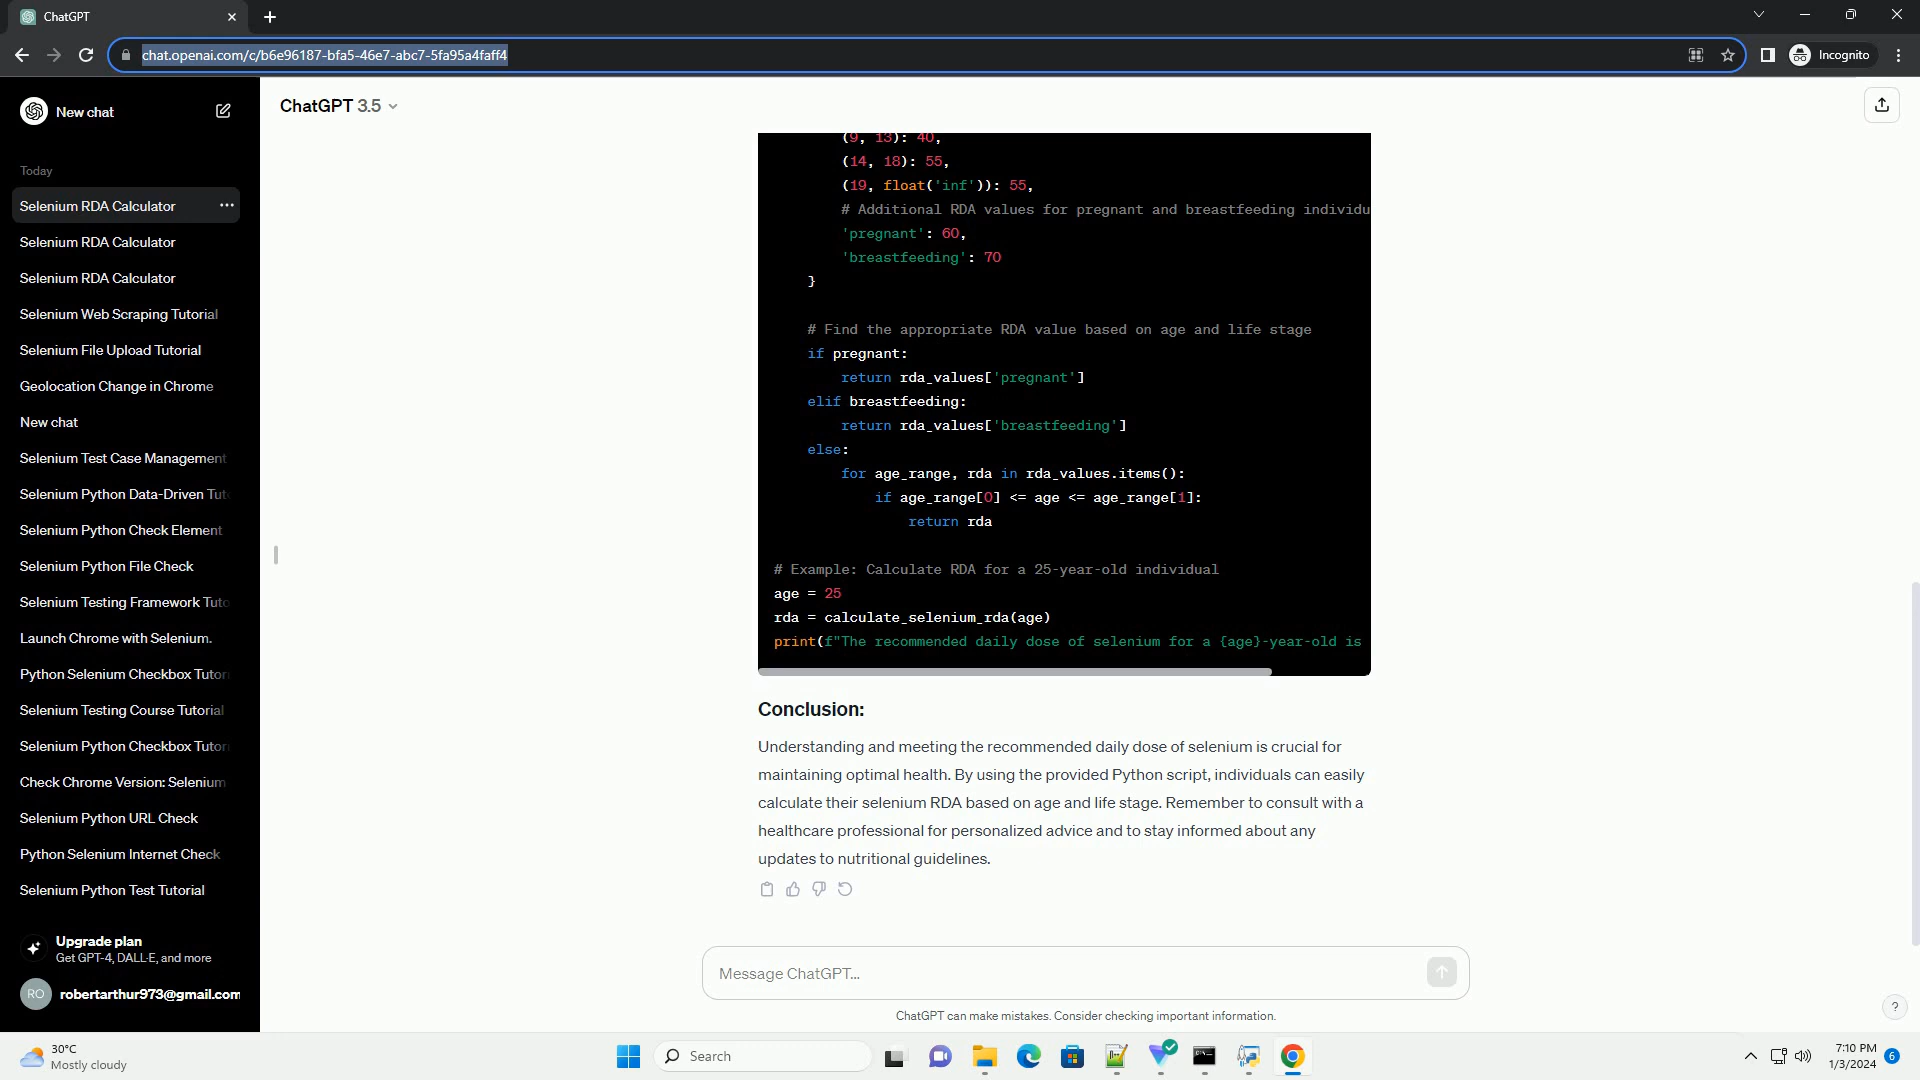 ChatGPT
chat.openai.com/c/b6e96187-bfa5-46e7-abc7-5fa95a4faff4
Incognito
New chat
ChatGPT 3.5
Today
Selenium RDA Calculator
Selenium RDA Calculator
Selenium RDA Calculator
Selenium Web Scraping Tutorial
Selenium File Upload Tutorial
Geolocation Change in Chrome
New chat
Selenium Test Case Management
Selenium Python Data-Driven Tut
Selenium Python Check Element
Selenium Python File Check
Selenium Testing Framework Tuto
Launch Chrome with Selenium.
Python Selenium Checkbox Tutor
Selenium Testing Course Tutorial
Selenium Python Checkbox Tutor
Check Chrome Version: Selenium
Selenium Python URL Check
Python Selenium Internet Check
Selenium Python Test Tutorial
Upgrade plan
Get GPT-4, DALL·E, and more
RO
robertarthur973@gmail.com
(9, 13): 40,
(14, 18): 55,
(19, float('inf')): 55,
# Additional RDA values for pregnant and breastfeeding individu
'pregnant': 60,
'breastfeeding': 70
}
# Find the appropriate RDA value based on age and life stage
if pregnant:
return rda_values['pregnant']
elif breastfeeding:
return rda_values['breastfeeding']
else:
for age_range, rda in rda_values.items():
if age_range[0] <= age <= age_range[1]:
return rda
# Example: Calculate RDA for a 25-year-old individual
age = 25
rda = calculate_selenium_rda(age)
print(f"The recommended daily dose of selenium for a {age}-year-old is
Conclusion:
Understanding and meeting the recommended daily dose of selenium is crucial for
maintaining optimal health. By using the provided Python script, individuals can easily
calculate their selenium RDA based on age and life stage. Remember to consult with a
healthcare professional for personalized advice and to stay informed about any
updates to nutritional guidelines.
Message ChatGPT...
ChatGPT can make mistakes. Consider checking important information.
?
30°C
Mostly cloudy
Search
7:10 PM
1/3/2024
6